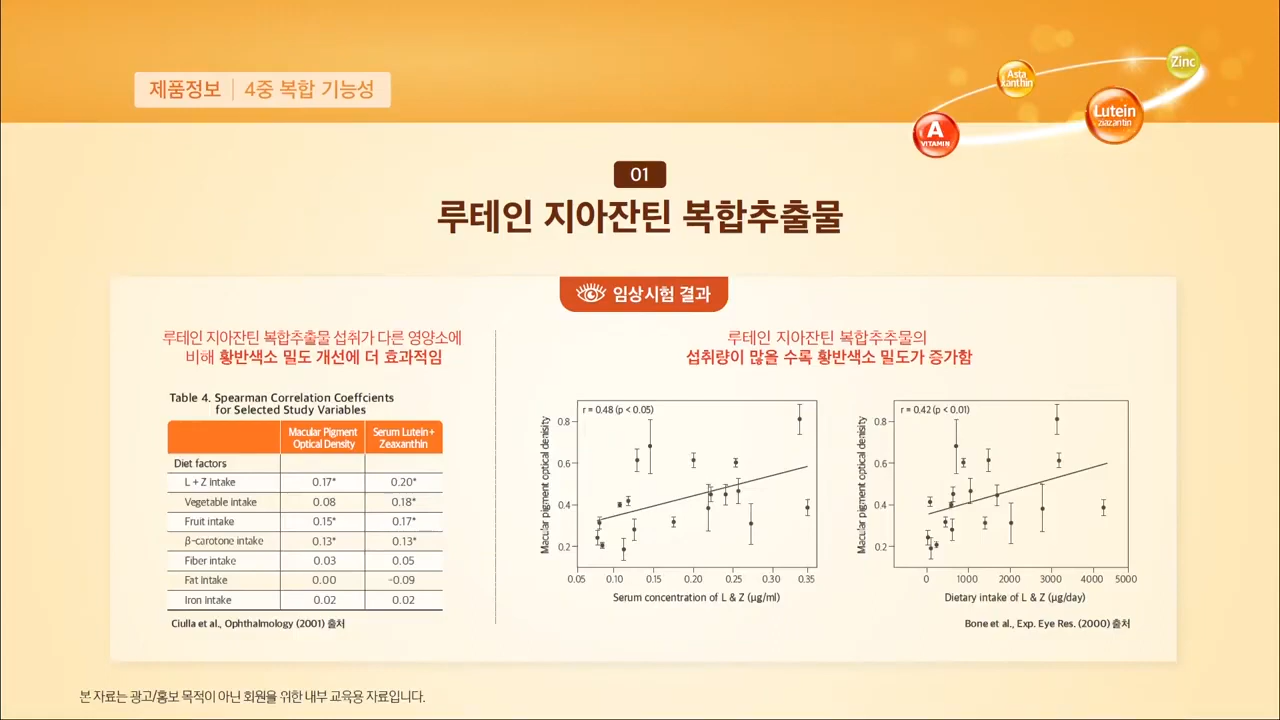 제품정보 | 4중 복합 기능성
Asta
xanthin
Zinc
Lutein
ziazantin
A
VITAMIN
01
루테인 지아잔틴 복합추출물
임상시험 결과
루테인 지아잔틴 복합추출물 섭취가 다른 영양소에
비해 황반색소 밀도 개선에 더 효과적임
Table 4. Spearman Correlation Coeffcients
for Selected Study Variables
Macular Pigment Optical Density | Serum Lutein+ Zeaxanthin
Diet factors
L + Z intake 0.17* 0.20*
Vegetable intake 0.08 0.18*
Fruit intake 0.15* 0.17*
β-carotene intake 0.13* 0.13*
Fiber intake 0.03 0.05
Fat intake 0.00 -0.09
Iron intake 0.02 0.02
Ciulla et al., Ophthalmology (2001) 출처
루테인 지아잔틴 복합추추물의
섭취량이 많을 수록 황반색소 밀도가 증가함
r = 0.48 (p < 0.05)
Macular pigment optical denisity
0.8
0.6
0.4
0.2
0.05 0.10 0.15 0.20 0.25 0.30 0.35
Serum concentration of L & Z (μg/ml)
r = 0.42 (p < 0.01)
Macular pigment optical denisity
0.8
0.6
0.4
0.2
0 1000 2000 3000 4000 5000
Dietary intake of L & Z (μg/day)
Bone et al., Exp. Eye Res. (2000) 출처
본 자료는 광고/홍보 목적이 아닌 회원을 위한 내부 교육용 자료입니다.